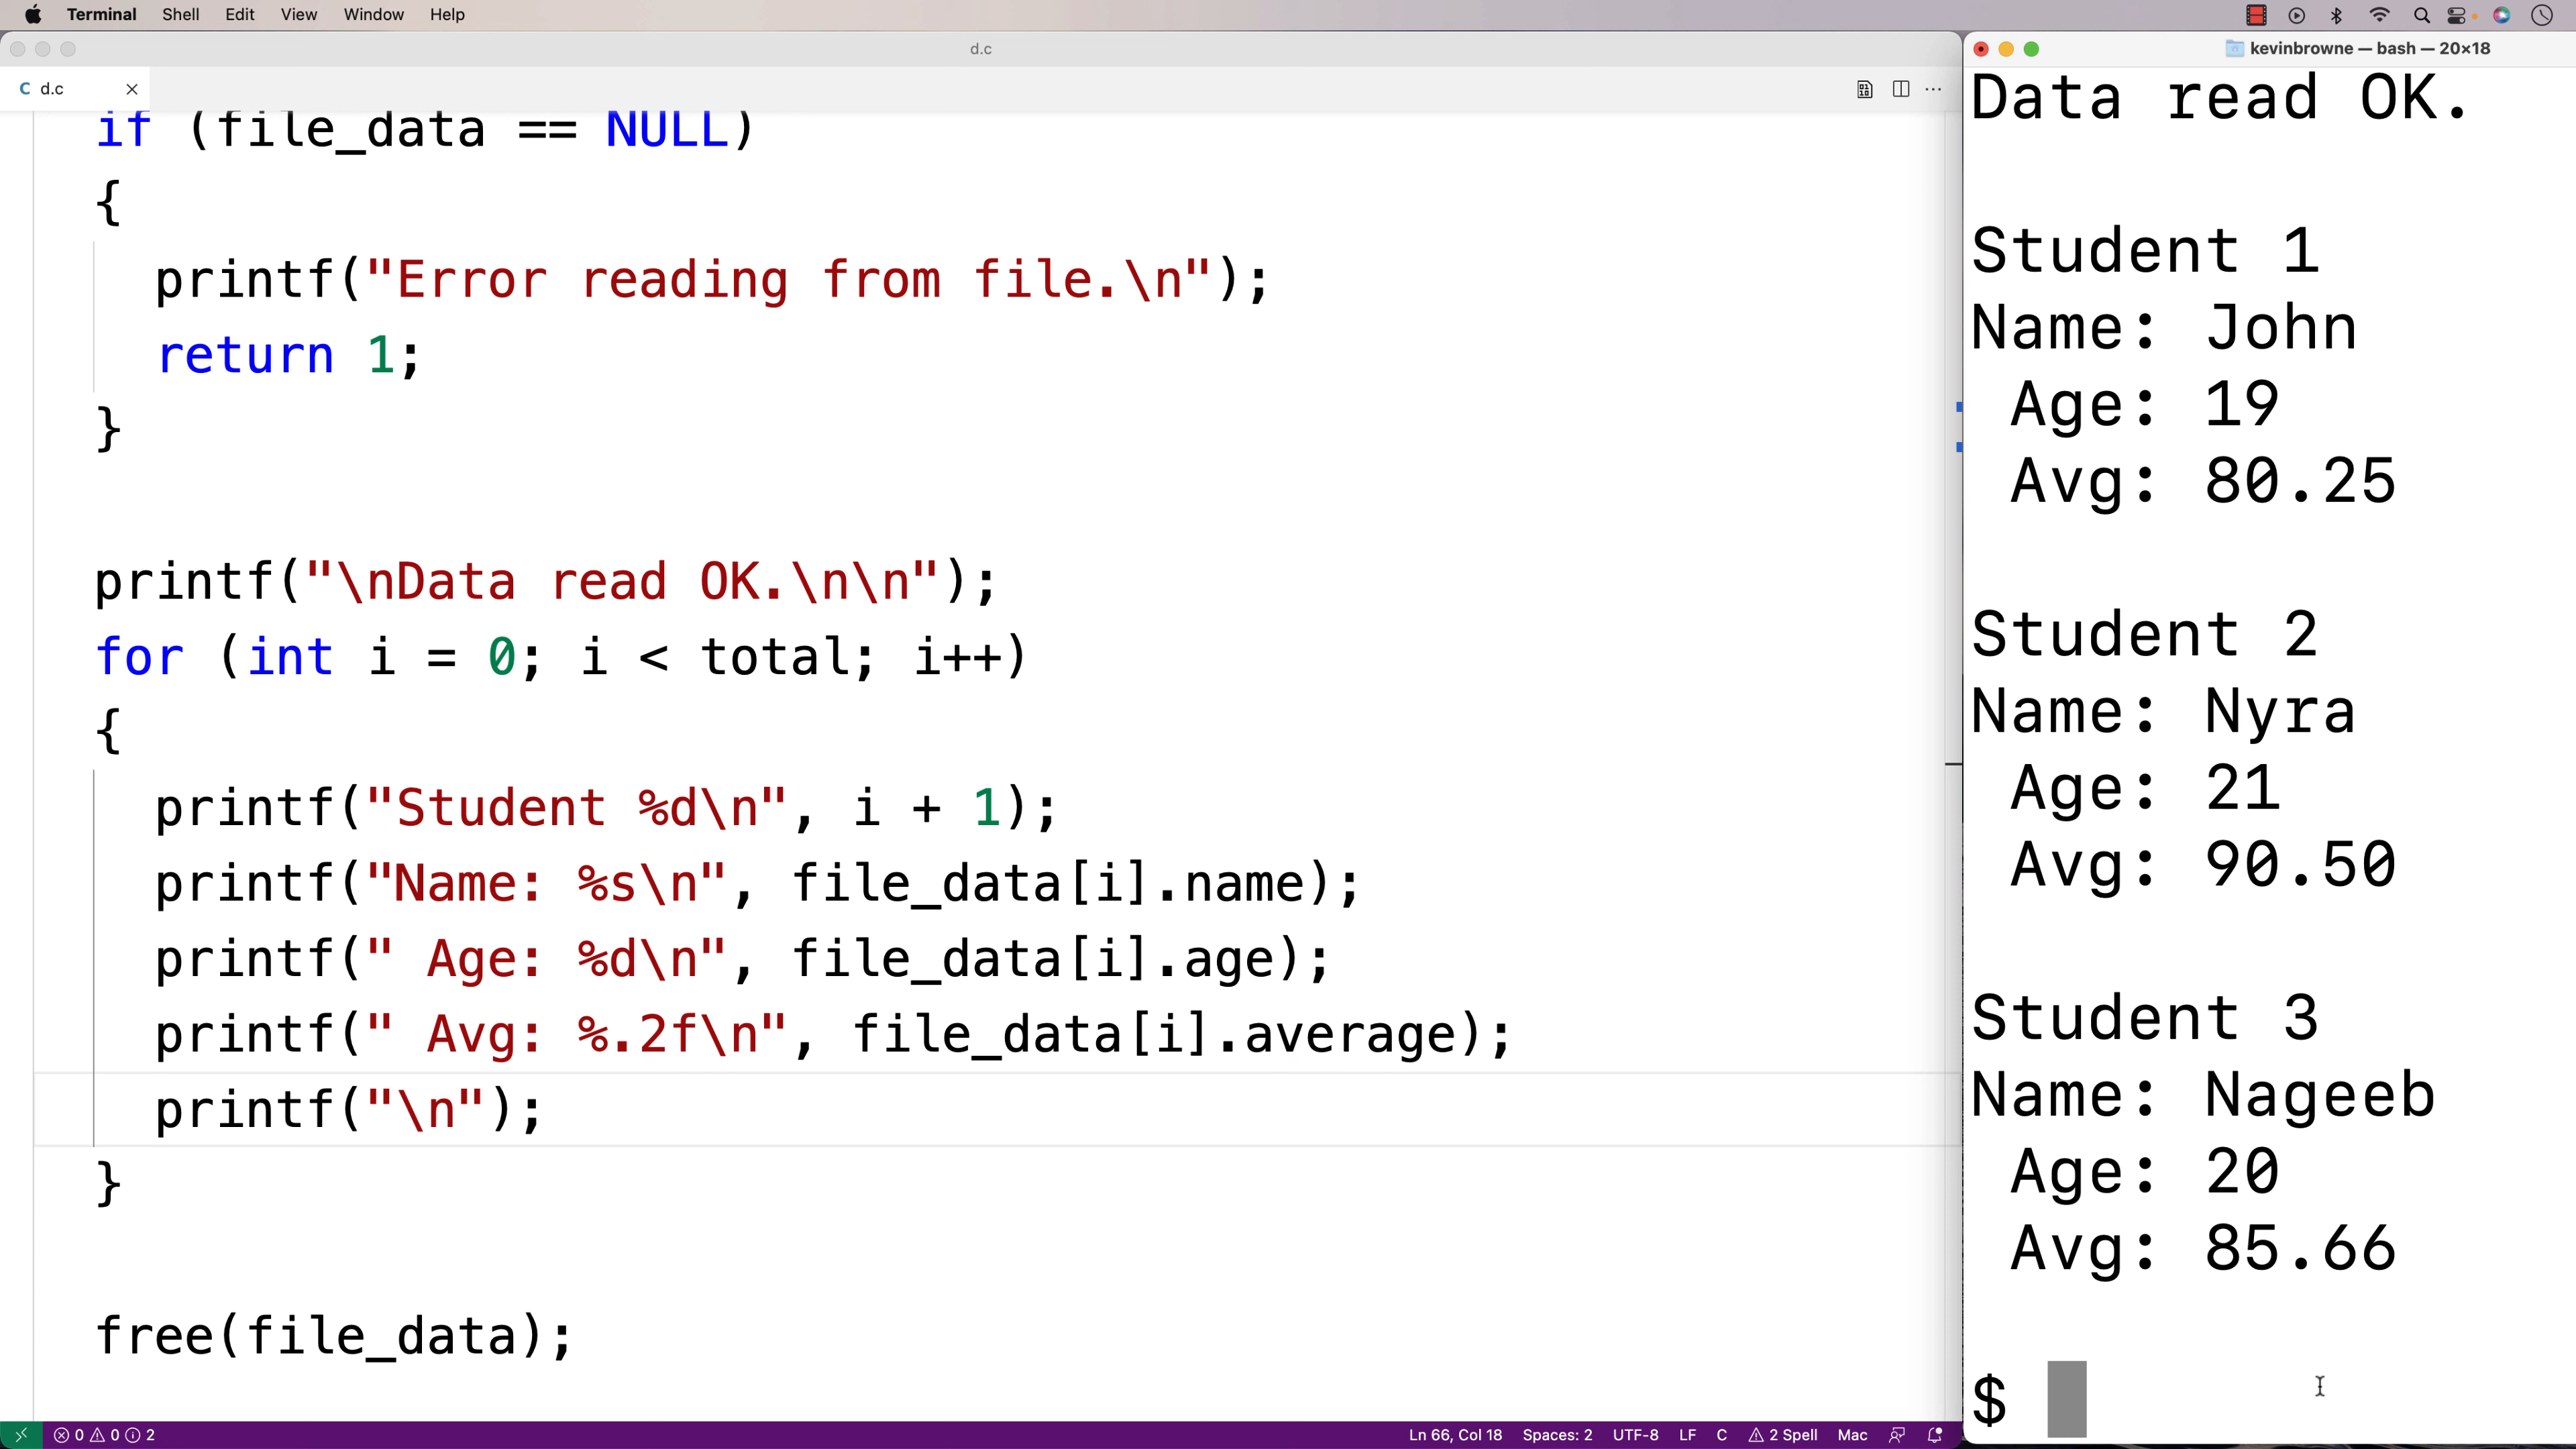 Terminal Shell Edit View Window Help
d.c
C d.c
if (file_data == NULL)
{
printf("Error reading from file.\n");
return 1;
}
printf("\nData read OK.\n\n");
for (int i = 0; i < total; i++)
{
printf("Student %d\n", i + 1);
printf("Name: %s\n", file_data[i].name);
printf(" Age: %d\n", file_data[i].age);
printf(" Avg: %.2f\n", file_data[i].average);
printf("\n");
}
free(file_data);
0 0 2
Ln 66, Col 18 Spaces: 2 UTF-8 LF C 2 Spell Mac
kevinbrowne — bash — 20×18
Data read OK.
Student 1
Name: John
Age: 19
Avg: 80.25
Student 2
Name: Nyra
Age: 21
Avg: 90.50
Student 3
Name: Nageeb
Age: 20
Avg: 85.66
$